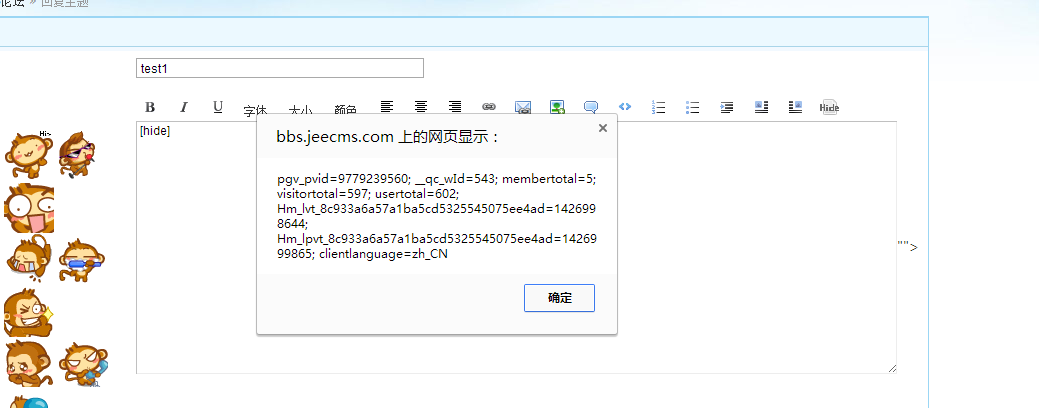 论坛 » 回复主题
test1
B I U 字体 大小 颜色 Hide
[hide]
Hi~
bbs.jeecms.com 上的网页显示：
pgv_pvid=9779239560; __qc_wId=543; membertotal=5;
visitortotal=597; usertotal=602;
Hm_lvt_8c933a6a57a1ba5cd5325545075ee4ad=1426998644;
Hm_lpvt_8c933a6a57a1ba5cd5325545075ee4ad=1426999865; clientlanguage=zh_CN
"">
确定